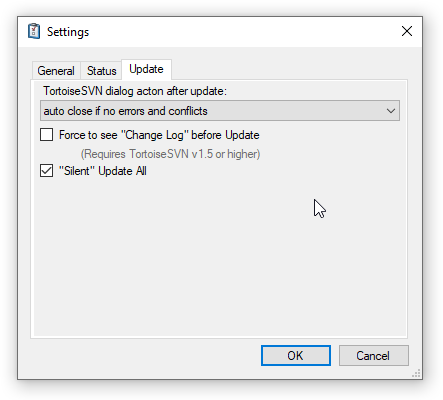 Settings
General Status Update
TortoiseSVN dialog acton after update:
auto close if no errors and conflicts
Force to see "Change Log" before Update
(Requires TortoiseSVN v1.5 or higher)
"Silent" Update All
OK Cancel